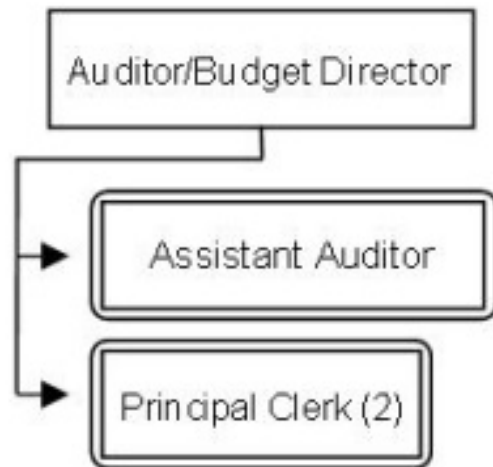 Auditor/Budget Director
Assistant Auditor
Principal Clerk (2)